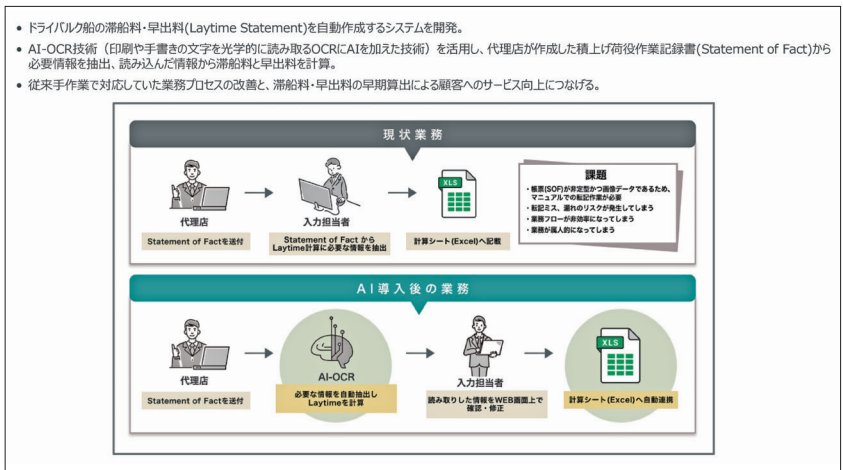 • ドライバルク船の滞船料・早出料(Laytime Statement)を自動作成するシステムを開発。
• AI-OCR技術（印刷や手書きの文字を光学的に読み取るOCRにAIを加えた技術）を活用し、代理店が作成した積上げ荷役作業記録書(Statement of Fact)から
必要情報を抽出、読み込んだ情報から滞船料と早出料を計算。
• 従来手作業で対応していた業務プロセスの改善と、滞船料・早出料の早期算出による顧客へのサービス向上につなげる。
現状業務
代理店
Statement of Factを送付
入力担当者
Statement of Fact から
Laytime計算に必要な情報を抽出
XLS
計算シート(Excel)へ記載
課題
・帳票(SOF)が非定型かつ画像データであるため、
マニュアルでの転記作業が必要
・転記ミス、漏れのリスクが発生してしまう
・業務フローが非効率になってしまう
・業務が属人的になってしまう
AI導入後の業務
代理店
Statement of Factを送付
AI-OCR
必要な情報を自動抽出し
Laytimeを計算
入力担当者
読み取りした情報をWEB画面上で
確認・修正
XLS
計算シート(Excel)へ自動連携